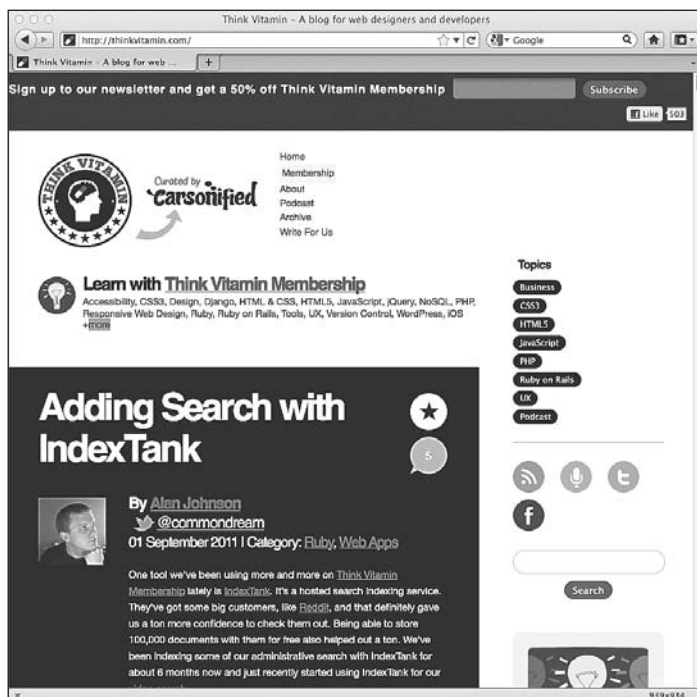 Think Vitamin – A blog for web designers and developers
http://thinkvitamin.com/
Google
Think Vitamin – A blog for web ...
Sign up to our newsletter and get a 50% off Think Vitamin Membership
Subscribe
Like 503
THINK VITAMIN
Curated by
Carsonified
Home
Membership
About
Podcast
Archive
Write For Us
Learn with Think Vitamin Membership
Accessibility, CSS3, Design, Django, HTML & CSS, HTML5, JavaScript, jQuery, NoSQL, PHP,
Responsive Web Design, Ruby, Ruby on Rails, Tools, UX, Version Control, WordPress, iOS
+more
Topics
Business
CSS3
HTML5
JavaScript
PHP
Ruby on Rails
UX
Podcast
Search
Adding Search with
IndexTank
5
By Alan Johnson
@commondream
01 September 2011 | Category: Ruby, Web Apps
One tool we've been using more and more on Think Vitamin
Membership lately is IndexTank. It's a hosted search indexing service.
They've got some big customers, like Reddit, and that definitely gave
us a ton more confidence to check them out. Being able to store
100,000 documents with them for free also helped out a ton. We've
been indexing some of our administrative search with IndexTank for
about 6 months now and just recently started using IndexTank for our